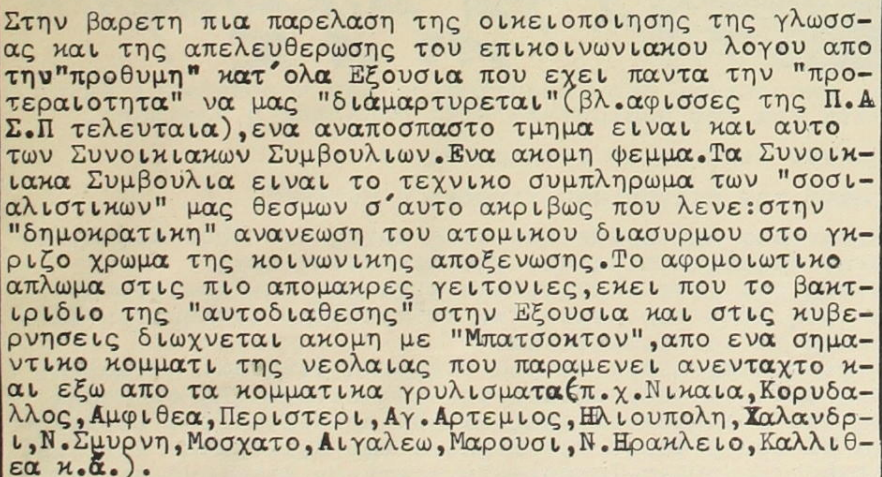 Στην βαρετη πια παρελαση της οικειοποιησης της γλωσσ-
ας και της απελευθερωσης του επικοινωνιακου λογου απο
την"προθυμη" κατ΄ολα Εξουσια που εχει παντα την "προ-
τεραιοτητα" να μας "διάμαρτυρεται"(βλ.αφισσες της Π.Α
Σ.Π τελευταια),ενα αναποσπαστο τμημα ειναι και αυτο
των Συνοικιακων Συμβουλιων.Ενα ακομη ψεμμα.Τα Συνοικ-
ιακα Συμβουλια ειναι το τεχνικο συμπληρωμα των "σοσι-
αλιστικων" μας θεσμων σ΄αυτο ακριβως που λενε:στην
"δημοκρατικη" ανανεωση του ατομικου διασυρμου στο γκ-
ριζο χρωμα της κοινωνικης αποξενωσης.Το αφομοιωτικο
απλωμα στις πιο απομακρες γειτονιες,εκει που το βακτ-
ιριδιο της "αυτοδιαθεσης" στην Εξουσια και στις κυβε-
ρνησεις διωχνεται ακομη με "Μπατσοκτον",απο ενα σημα-
ντικο κομματι της νεολαιας που παραμενει ανενταχτο κ-
αι εξω απο τα κομματικα γρυλισματα(π.χ.Νικαια,Κορυδα-
λλος,Αμφιθεα,Περιστερι,Αγ.Αρτεμιος,Ηλιουπολη,Χαλανδρ-
ι,Ν.Σμυρνη,Μοσχατο,Αιγαλεω,Μαρουσι,Ν.Ηρακλειο,Καλλιθ-
εα κ.ά.).